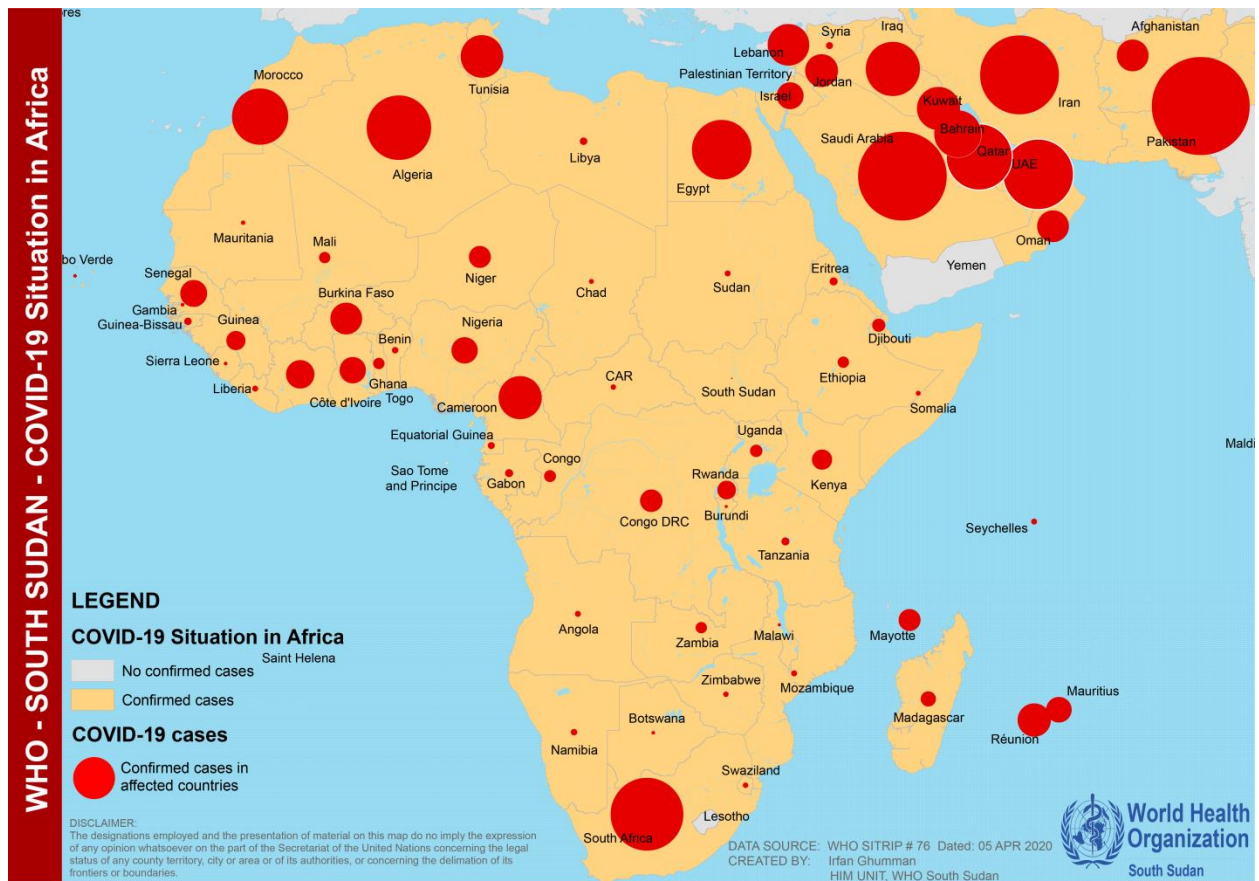 WHO - SOUTH SUDAN - COVID-19 Situation in Africa
ores
Morocco
Tunisia
Algeria
Libya
Egypt
Lebanon
Syria
Iraq
Afghanistan
Palestinian Territory
Jordan
Israel
Iran
Kuwait
Bahrain
Saudi Arabia
Qatar
UAE
Pakistan
Oman
Yemen
bo Verde
Mauritania
Mali
Niger
Chad
Sudan
Eritrea
Senegal
Gambia
Guinea-Bissau
Burkina Faso
Guinea
Nigeria
Benin
Djibouti
Sierra Leone
Liberia
Ghana
Togo
Côte d'Ivoire
Cameroon
CAR
South Sudan
Ethiopia
Somalia
Equatorial Guinea
Sao Tome
and Principe
Gabon
Congo
Uganda
Kenya
Rwanda
Burundi
Congo DRC
Tanzania
Seychelles
Maldi
Angola
Zambia
Malawi
Mayotte
Mozambique
Zimbabwe
Botswana
Namibia
Madagascar
Mauritius
Réunion
Swaziland
Lesotho
South Africa
LEGEND
COVID-19 Situation in Africa
Saint Helena
No confirmed cases
Confirmed cases
COVID-19 cases
Confirmed cases in
affected countries
DISCLAIMER:
The designations employed and the presentation of material on this map do no imply the expression
of any opinion whatsoever on the part of the Secretariat of the United Nations concerning the legal
status of any county territory, city or area or of its authorities, or concerning the delimation of its
frontiers or boundaries.
DATA SOURCE: WHO SITRIP # 76 Dated: 05 APR 2020
CREATED BY: Irfan Ghumman
HIM UNIT, WHO South Sudan
World Health
Organization
South Sudan